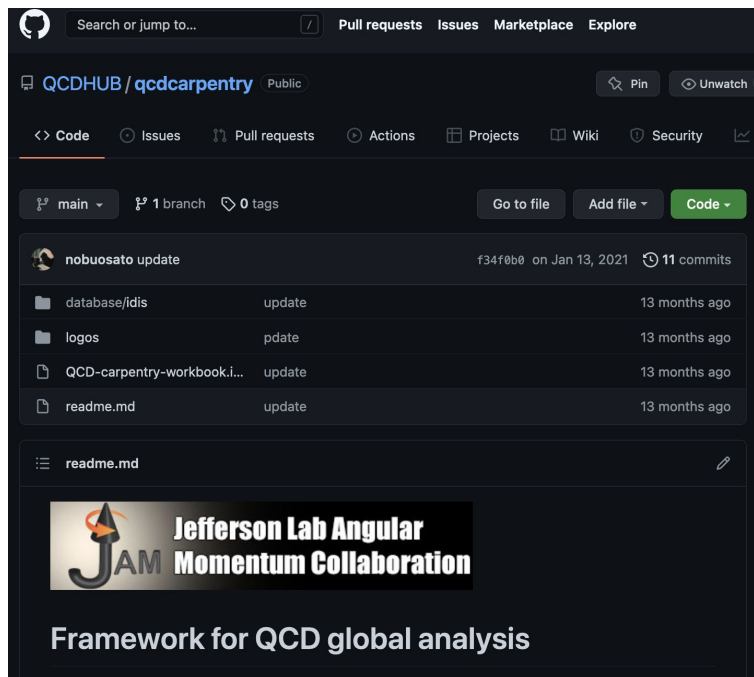 Search or jump to... /
Pull requests Issues Marketplace Explore
QCDHUB / qcdcarpentry Public
Pin Unwatch
Code Issues Pull requests Actions Projects Wiki Security
main 1 branch 0 tags Go to file Add file Code
nobuosato update f34f0b0 on Jan 13, 2021 11 commits
database/idis update 13 months ago
logos pdate 13 months ago
QCD-carpentry-workbook.i... update 13 months ago
readme.md update 13 months ago
readme.md
JAM Jefferson Lab Angular
Momentum Collaboration
Framework for QCD global analysis